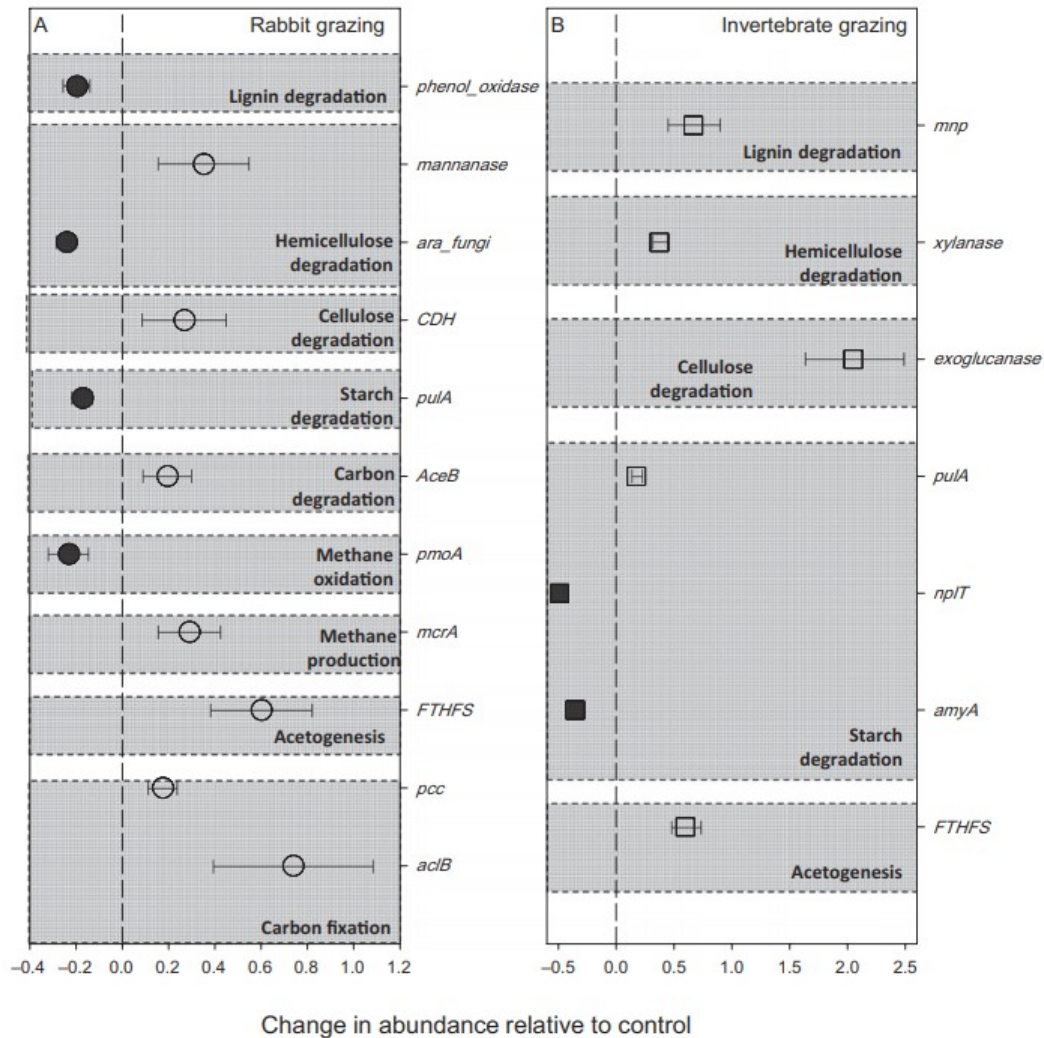 A
Rabbit grazing
phenol_oxidase
Lignin degradation
mannanase
ara_fungi
Hemicellulose
degradation
CDH
Cellulose
degradation
pulA
Starch
degradation
AceB
Carbon
degradation
pmoA
Methane
oxidation
mcrA
Methane
production
FTHFS
Acetogenesis
pcc
aclB
Carbon fixation
–0.4 –0.2 0.0 0.2 0.4 0.6 0.8 1.0 1.2
B
Invertebrate grazing
mnp
Lignin degradation
xylanase
Hemicellulose
degradation
exoglucanase
Cellulose
degradation
pulA
nplT
amyA
Starch
degradation
FTHFS
Acetogenesis
–0.5 0.0 0.5 1.0 1.5 2.0 2.5
Change in abundance relative to control